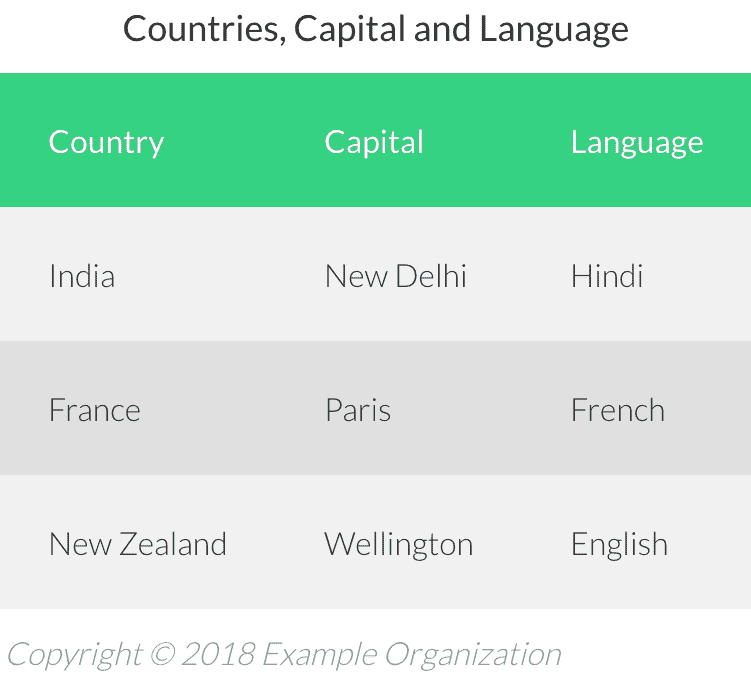 Countries, Capital and Language
Country Capital Language
India New Delhi Hindi
France Paris French
New Zealand Wellington English
Copyright © 2018 Example Organization